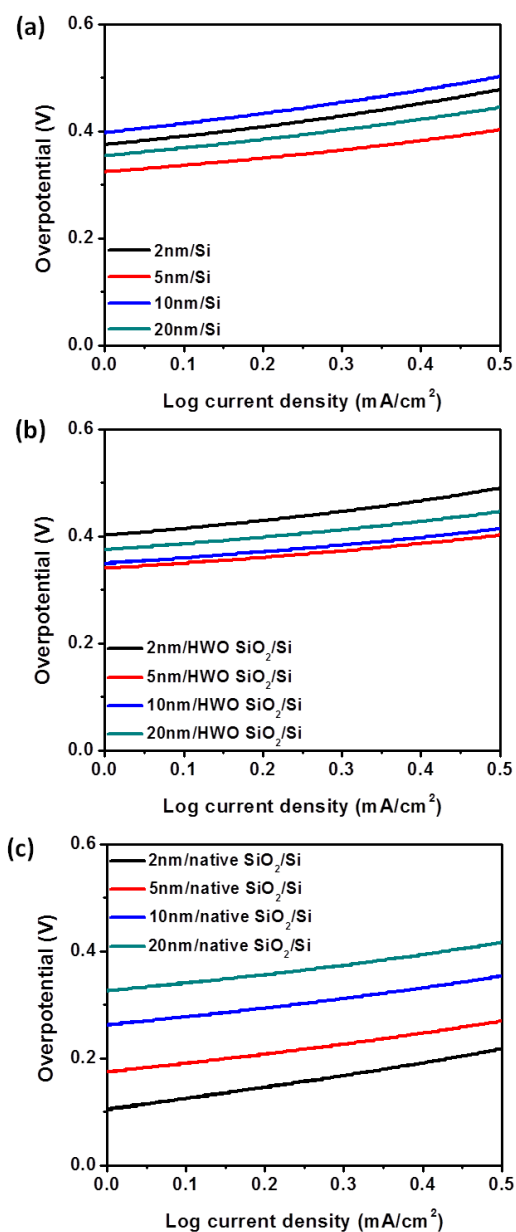 (a)
0.6
0.4
0.2
0.0
Overpotential (V)
2nm/Si
5nm/Si
10nm/Si
20nm/Si
0.0 0.1 0.2 0.3 0.4 0.5
Log current density (mA/cm²)
(b)
0.6
0.4
0.2
0.0
Overpotential (V)
2nm/HWO SiO₂/Si
5nm/HWO SiO₂/Si
10nm/HWO SiO₂/Si
20nm/HWO SiO₂/Si
0.0 0.1 0.2 0.3 0.4 0.5
Log current density (mA/cm²)
(c)
0.6
0.4
0.2
0.0
Overpotential (V)
2nm/native SiO₂/Si
5nm/native SiO₂/Si
10nm/native SiO₂/Si
20nm/native SiO₂/Si
0.0 0.1 0.2 0.3 0.4 0.5
Log current density (mA/cm²)